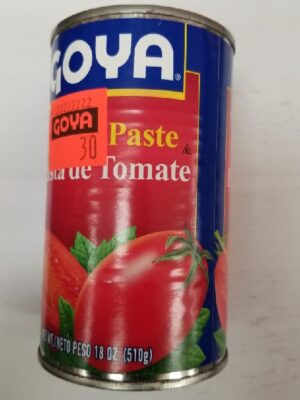 GOYA
GOYA
30
Paste
de Tomate
NETO PESO 18 OZ. (510g)